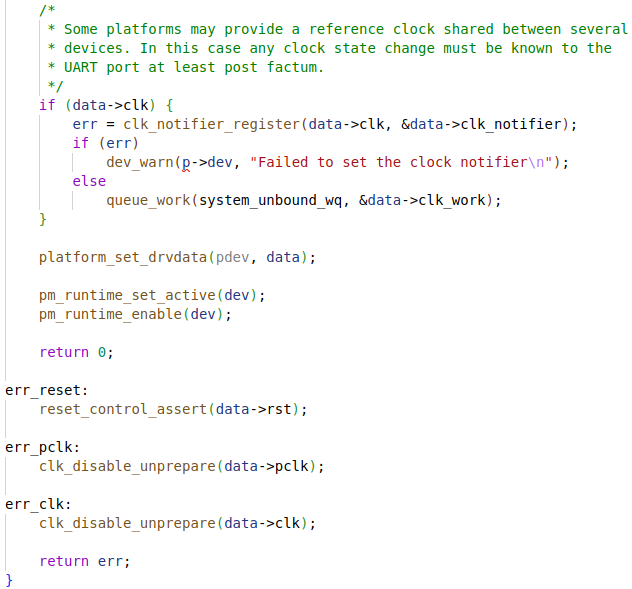 /*
 * Some platforms may provide a reference clock shared between several
 * devices. In this case any clock state change must be known to the
 * UART port at least post factum.
 */
if (data->clk) {
err = clk_notifier_register(data->clk, &data->clk_notifier);
if (err)
dev_warn(p->dev, "Failed to set the clock notifier\n");
else
queue_work(system_unbound_wq, &data->clk_work);
}
platform_set_drvdata(pdev, data);
pm_runtime_set_active(dev);
pm_runtime_enable(dev);
return 0;
err_reset:
reset_control_assert(data->rst);
err_pclk:
clk_disable_unprepare(data->pclk);
err_clk:
clk_disable_unprepare(data->clk);
return err;
}